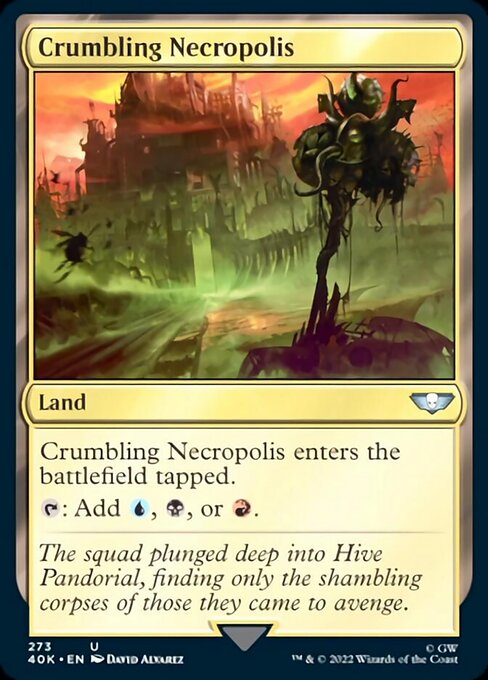 Crumbling Necropolis
Land
Crumbling Necropolis enters the
battlefield tapped.
: Add , , or .
The squad plunged deep into Hive
Pandorial, finding only the shambling
corpses of those they came to avenge.
273 U
© GW
40K • EN David Alvarez
™ & © 2022 Wizards of the Coast